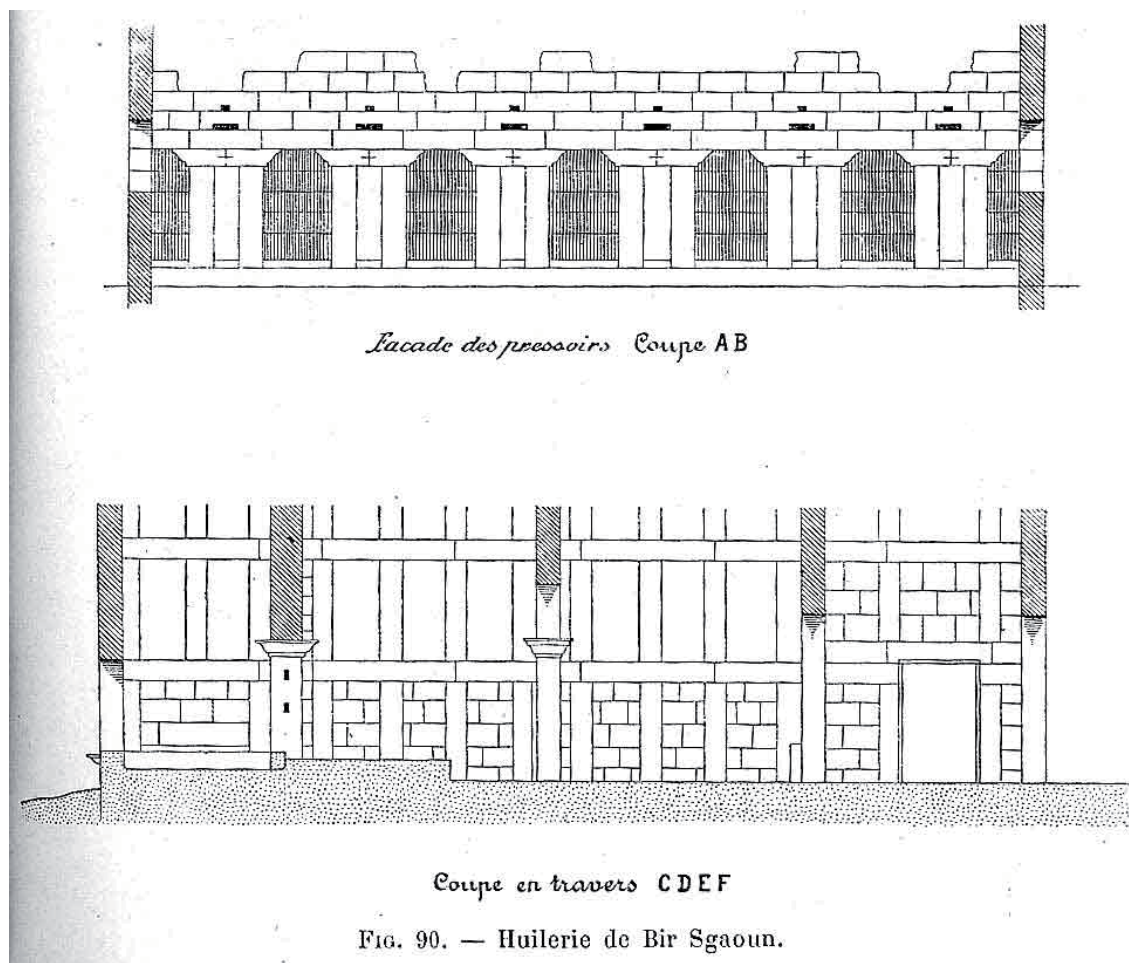 Façade des pressoirs Coupe AB
Coupe en travers CDEF
FIG. 90. — Huilerie de Bir Sgaoun.